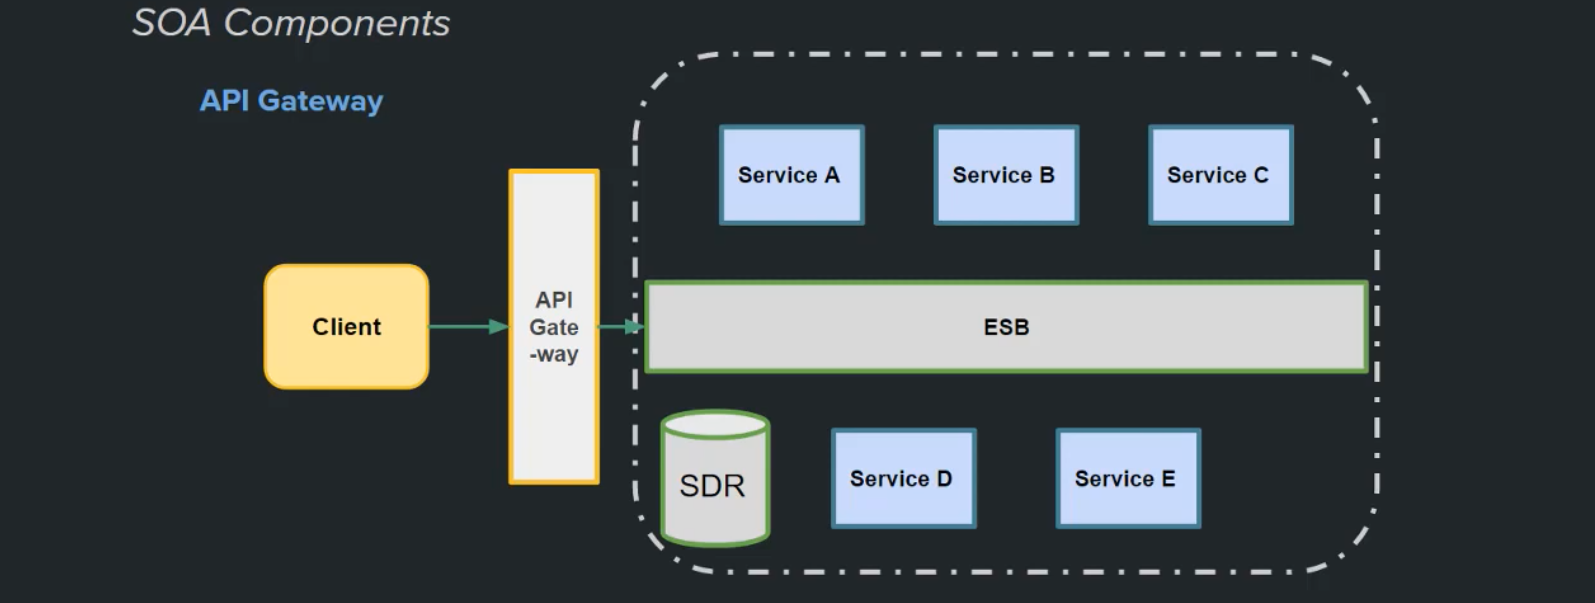 SOA Components
API Gateway
Service A
Service B
Service C
Client
API
Gate
-way
ESB
SDR
Service D
Service E